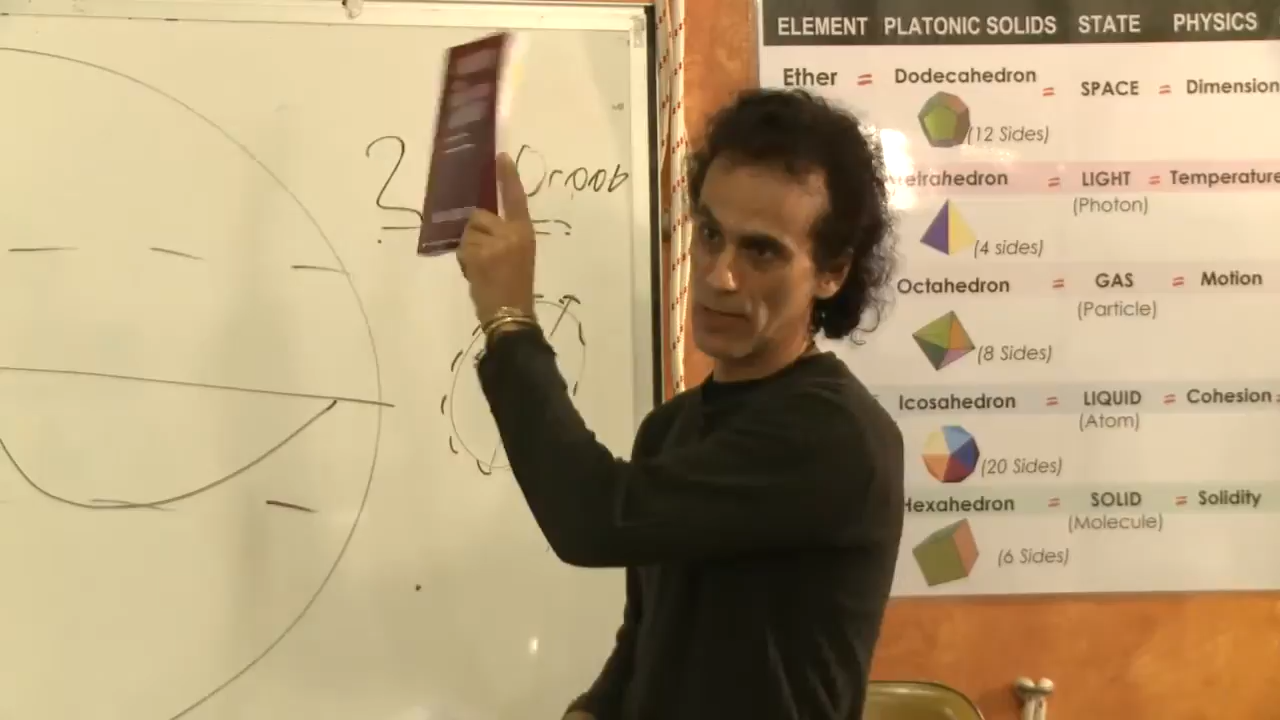 ELEMENT PLATONIC SOLIDS STATE PHYSICS
Ether = Dodecahedron = SPACE = Dimension
(12 Sides)
etrahedron = LIGHT = Temperature
(Photon)
(4 sides)
Octahedron = GAS = Motion
(Particle)
(8 Sides)
Icosahedron = LIQUID = Cohesion =
(Atom)
(20 Sides)
Hexahedron = SOLID = Solidity
(Molecule)
(6 Sides)